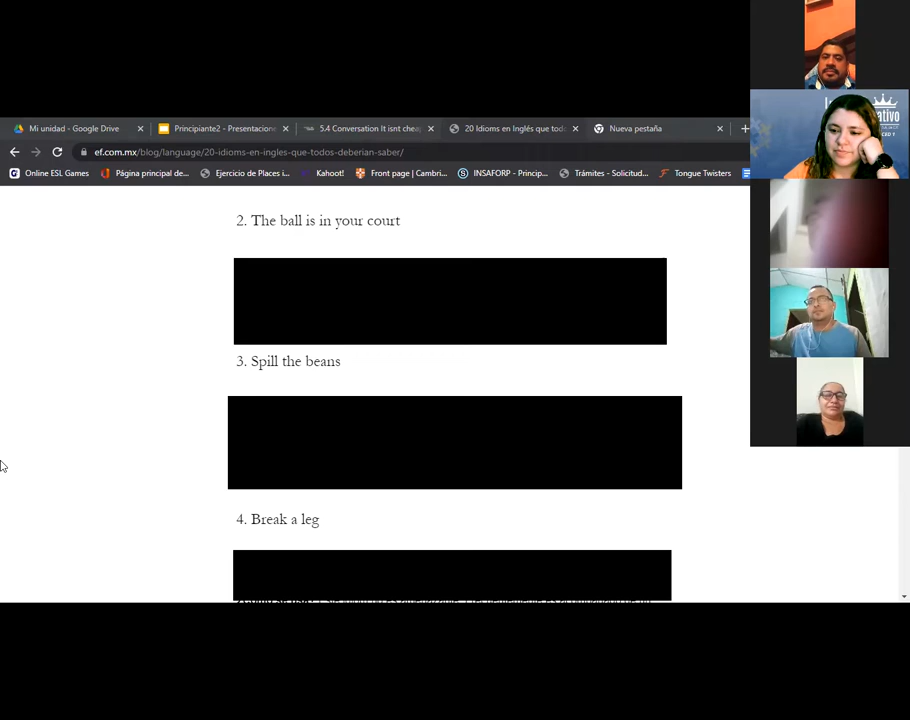 Mi unidad - Google Drive
Principiante2 - Presentacione
5.4 Conversation It isnt chea
20 Idioms en Inglés que todo
Nueva pestaña
ef.com.mx/blog/language/20-idioms-en-ingles-que-todos-deberian-saber/
Online ESL Games
Página principal de...
Ejercicio de Places i...
Kahoot!
Front page | Cambri...
INSAFORP - Princip...
Trámites - Solicitud...
Tongue Twisters
2. The ball is in your court
3. Spill the beans
4. Break a leg